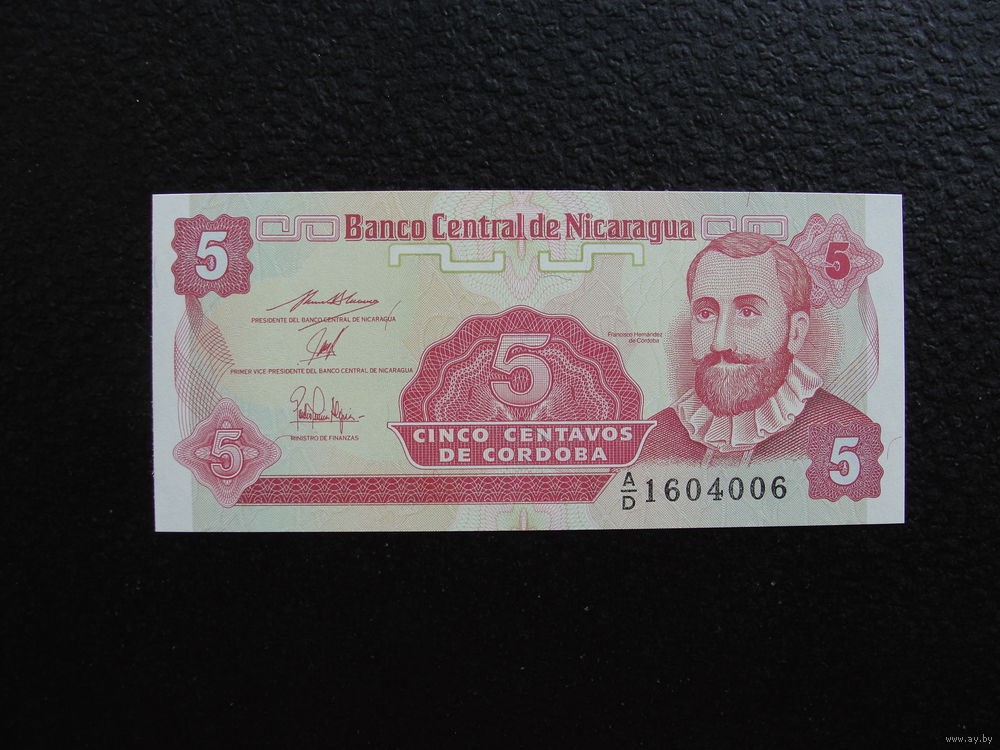 Banco Central de Nicaragua
5
5
PRESIDENTE DEL BANCO CENTRAL DE NICARAGUA
PRIMER VICE-PRESIDENTE DEL BANCO CENTRAL DE NICARAGUA
MINISTRO DE FINANZAS
Francisco Hernández
de Córdoba
5
CINCO CENTAVOS
DE CORDOBA
5
A/D 1604006
5
www.ay.by